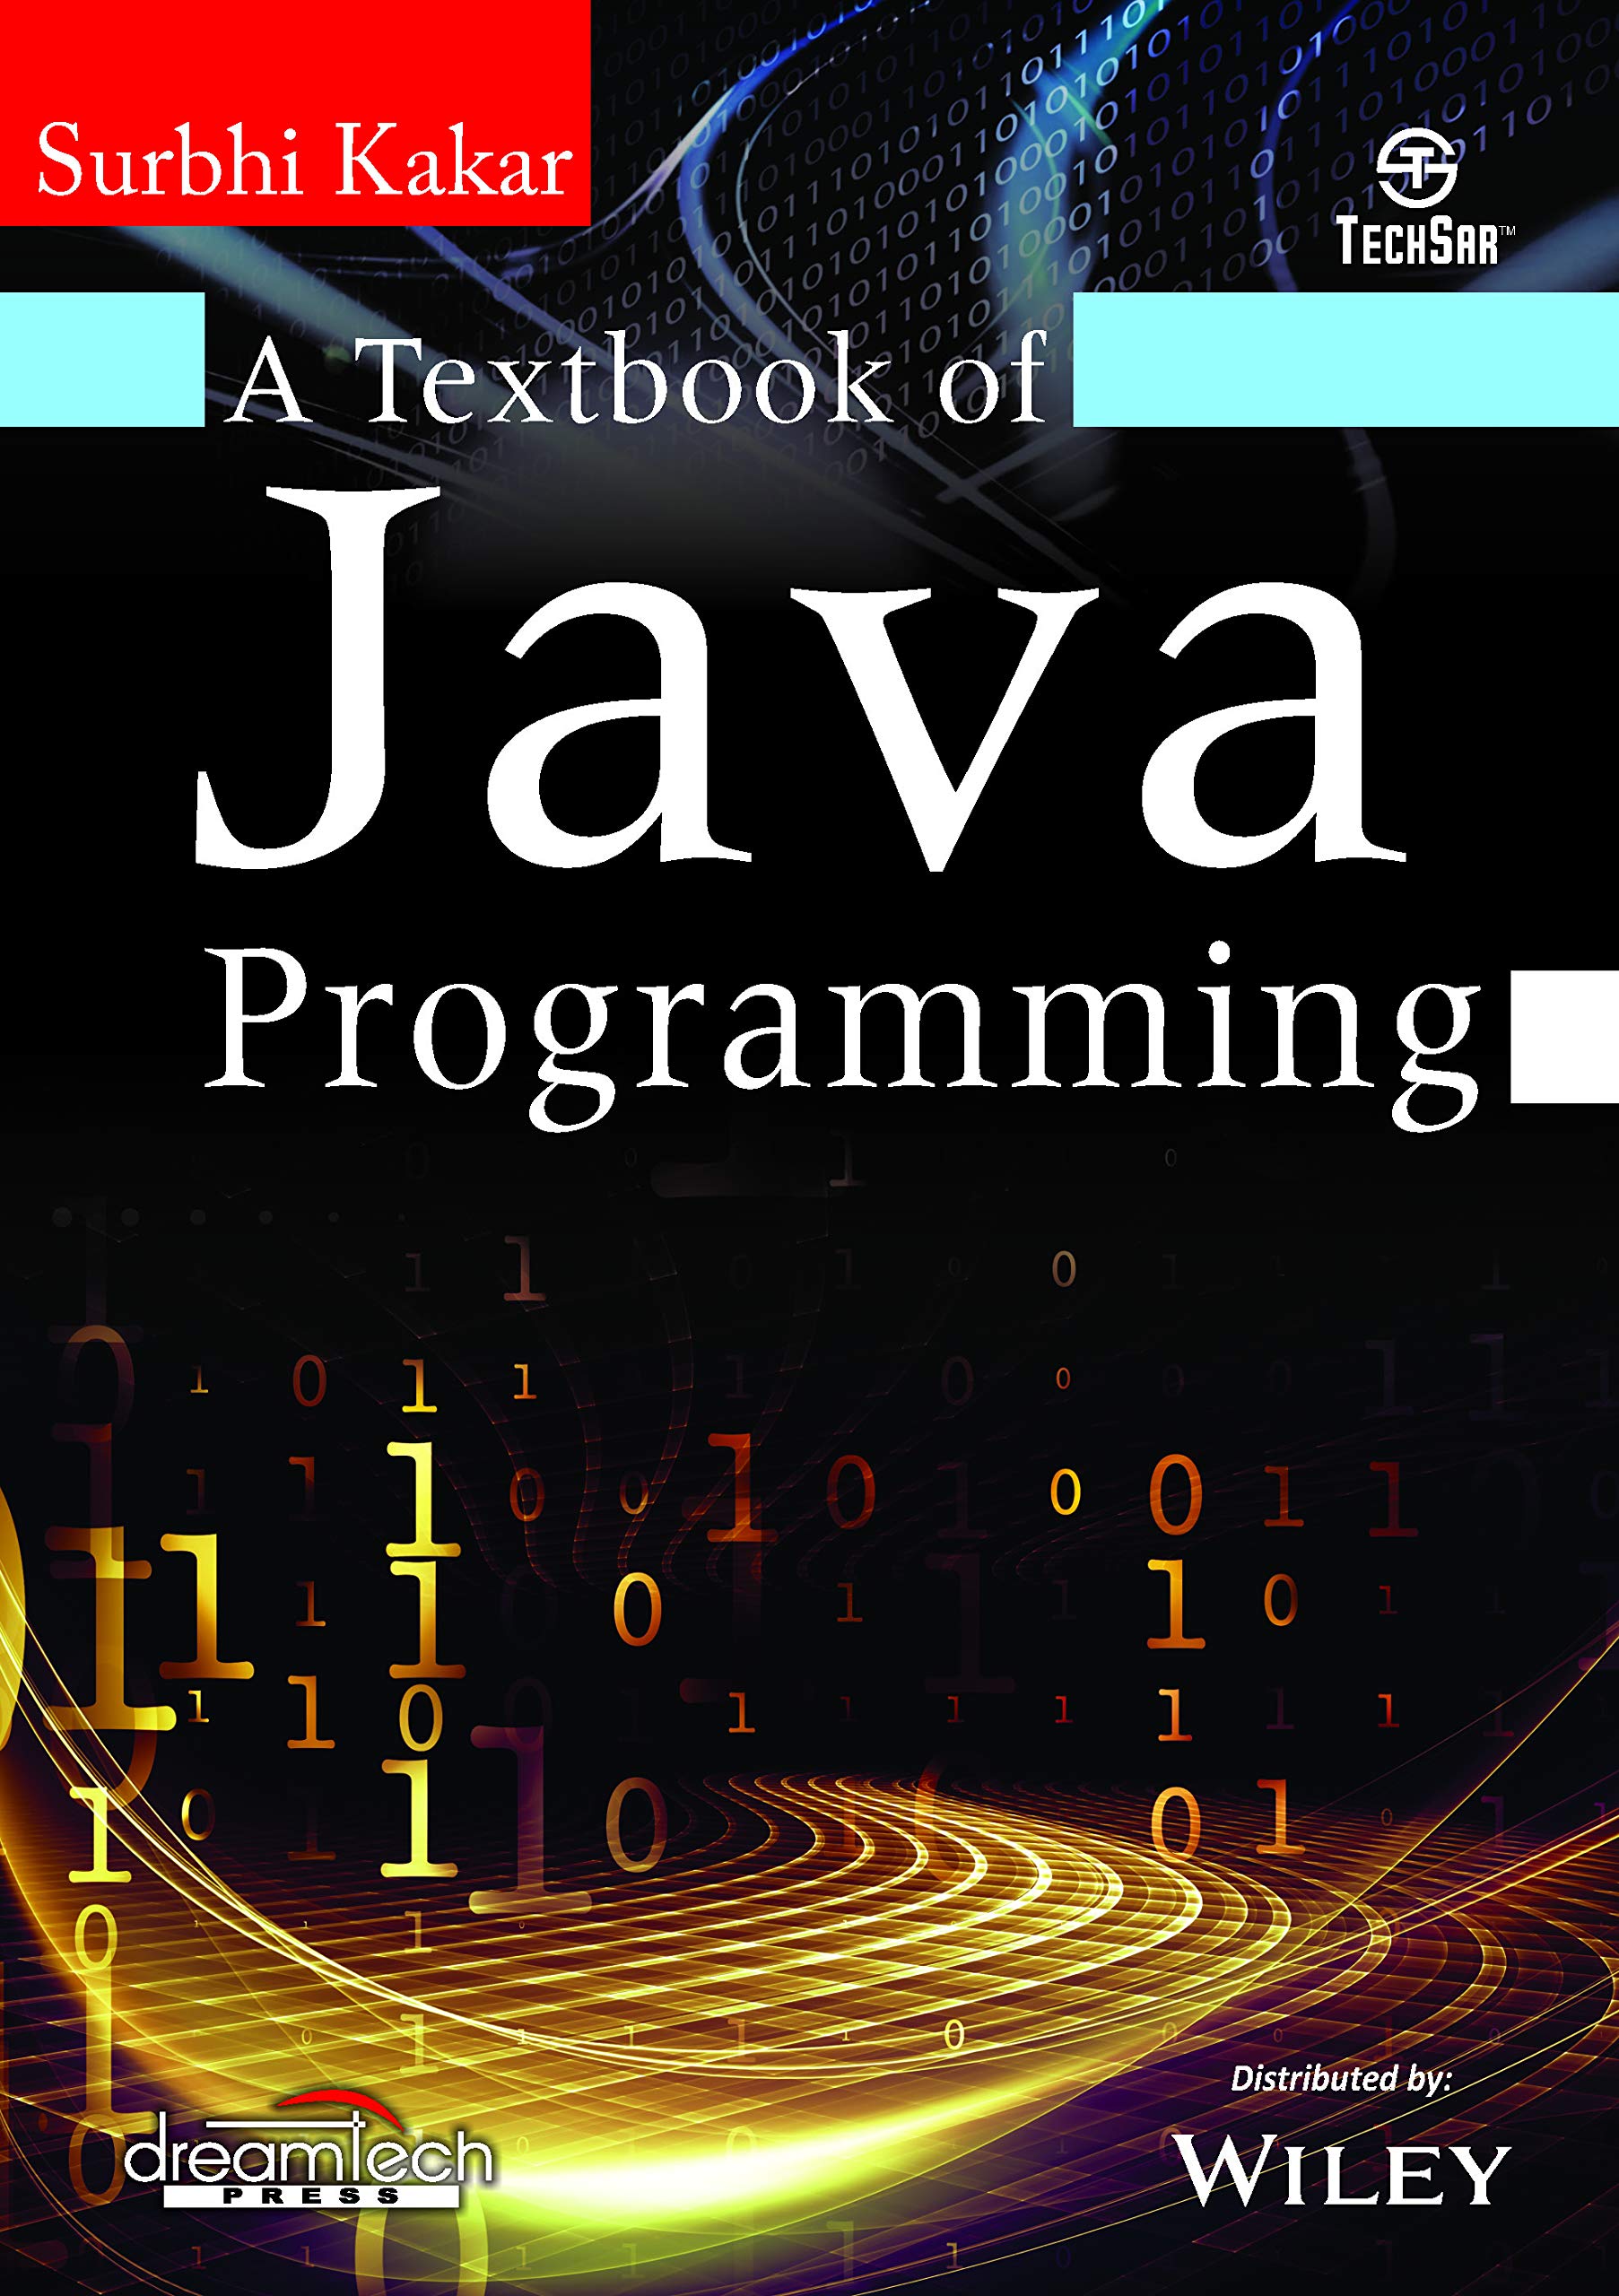 Surbhi Kakar
TECHSAR™
A Textbook of
Java
Programming
Distributed by:
dreamtech
PRESS
WILEY